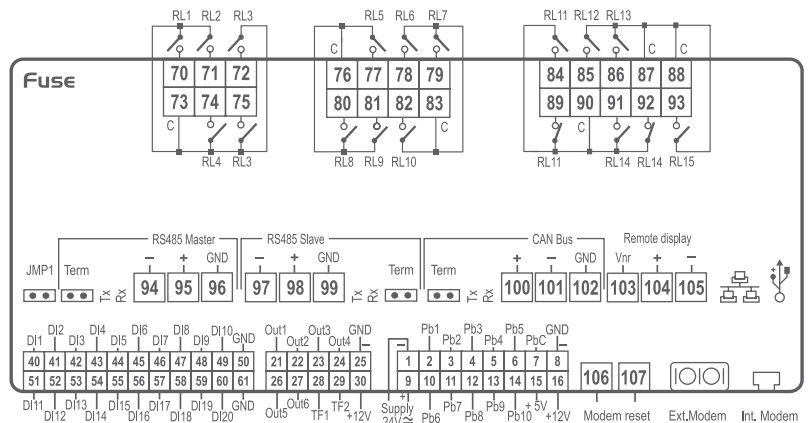 RL1 RL2 RL3 RL5 RL6 RL7 RL11 RL12 RL13
C C C
Fuse
70 71 72 76 77 78 79 84 85 86 87 88
73 74 75 80 81 82 83 89 90 91 92 93
C C C
RL4 RL3 RL8 RL9 RL10 RL11 RL14 RL14 RL15
RS485 Master RS485 Slave CAN Bus Remote display
JMP1 Term − + GND − + GND Term Term + − GND Vnr + −
94 95 96 Tx Rx 97 98 99 Tx Rx Tx Rx 100 101 102 103 104 105
DI1 DI2 DI3 DI4 DI5 DI6 DI7 DI8 DI9 DI10 GND Out1 Out2 Out3 Out4 GND − − Pb1 Pb2 Pb3 Pb4 Pb5 PbC GND −
40 41 42 43 44 45 46 47 48 49 50 21 22 23 24 25 1 2 3 4 5 6 7 8
51 52 53 54 55 56 57 58 59 60 61 26 27 28 29 30 9 10 11 12 13 14 15 16
106 107
DI11 DI12 DI13 DI14 DI15 DI16 DI17 DI18 DI19 DI20 GND Out5 Out6 TF1 TF2 +12V + Supply 24V≂ Pb6 Pb7 Pb8 Pb9 Pb10 + 5V +12V
Modem reset Ext.Modem Int. Modem